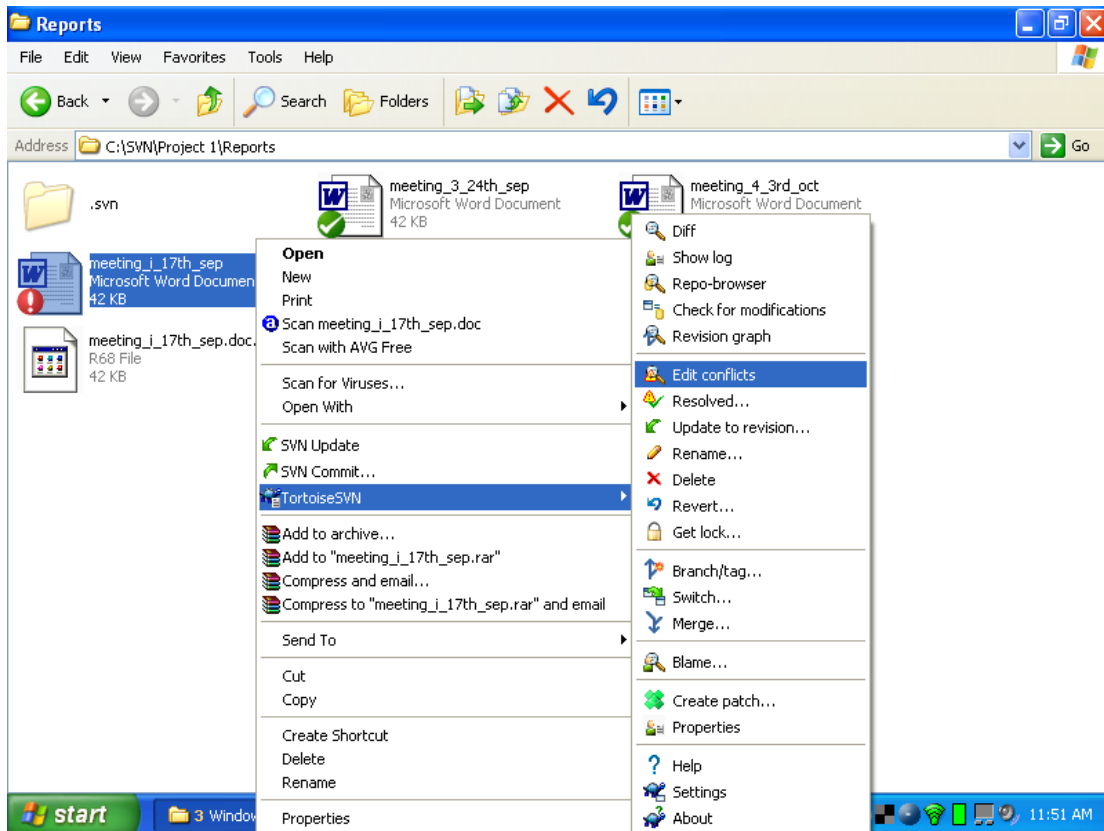 Reports
File Edit View Favorites Tools Help
Back Search Folders
Address C:\SVN\Project 1\Reports Go
.svn
meeting_3_24th_sep
Microsoft Word Document
42 KB
meeting_4_3rd_oct
Microsoft Word Document
meeting_i_17th_sep
Microsoft Word Documen
42 KB
meeting_i_17th_sep.doc.
R68 File
42 KB
Open
New
Print
Scan meeting_i_17th_sep.doc
Scan with AVG Free
Scan for Viruses...
Open With
SVN Update
SVN Commit...
TortoiseSVN
Add to archive...
Add to "meeting_i_17th_sep.rar"
Compress and email...
Compress to "meeting_i_17th_sep.rar" and email
Send To
Cut
Copy
Create Shortcut
Delete
Rename
Properties
Diff
Show log
Repo-browser
Check for modifications
Revision graph
Edit conflicts
Resolved...
Update to revision...
Rename...
Delete
Revert...
Get lock...
Branch/tag...
Switch...
Merge...
Blame...
Create patch...
Properties
Help
Settings
About
start 3 Window 11:51 AM